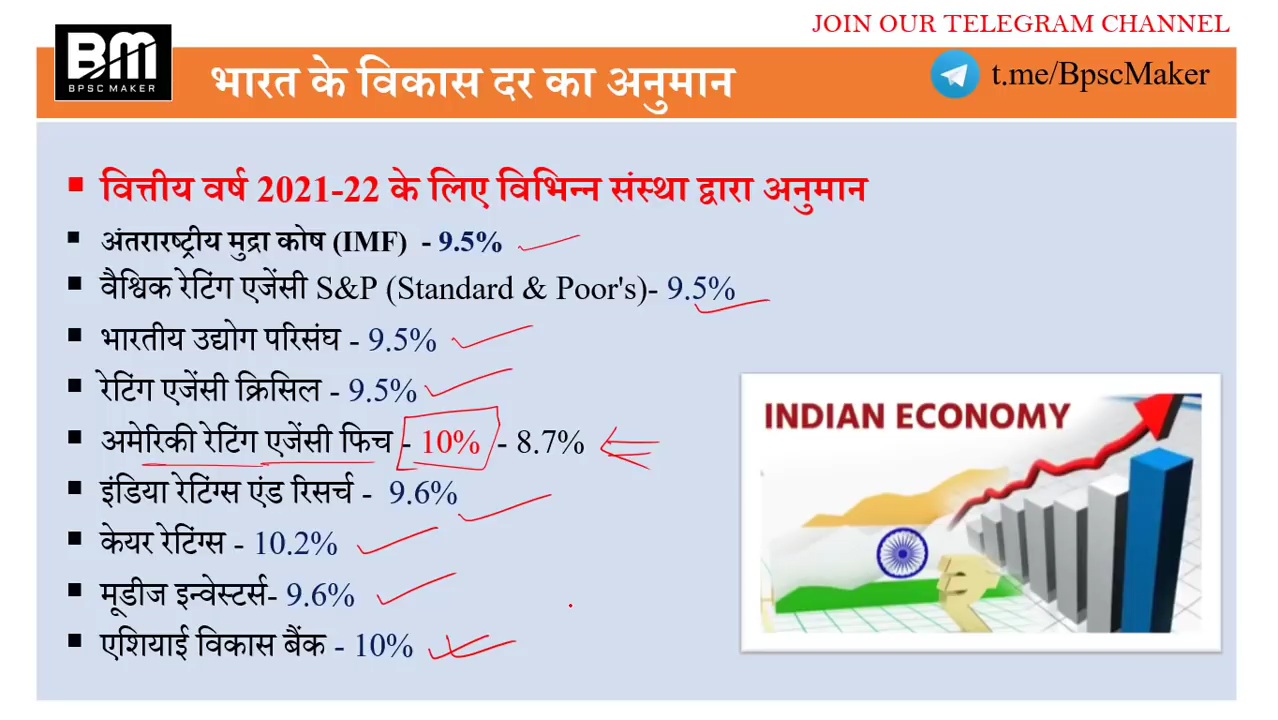 JOIN OUR TELEGRAM CHANNEL
BM
BPSC MAKER
भारत के विकास दर का अनुमान
t.me/BpscMaker
वित्तीय वर्ष 2021-22 के लिए विभिन्न संस्था द्वारा अनुमान
अंतराराष्ट्रीय मुद्रा कोष (IMF) - 9.5%
वैश्विक रेटिंग एजेंसी S&P (Standard & Poor's)- 9.5%
भारतीय उद्योग परिसंघ - 9.5%
रेटिंग एजेंसी क्रिसिल - 9.5%
अमेरिकी रेटिंग एजेंसी फिच - 10% - 8.7%
इंडिया रेटिंग्स एंड रिसर्च - 9.6%
केयर रेटिंग्स - 10.2%
मूडीज इन्वेस्टर्स- 9.6%
एशियाई विकास बैंक - 10%
INDIAN ECONOMY